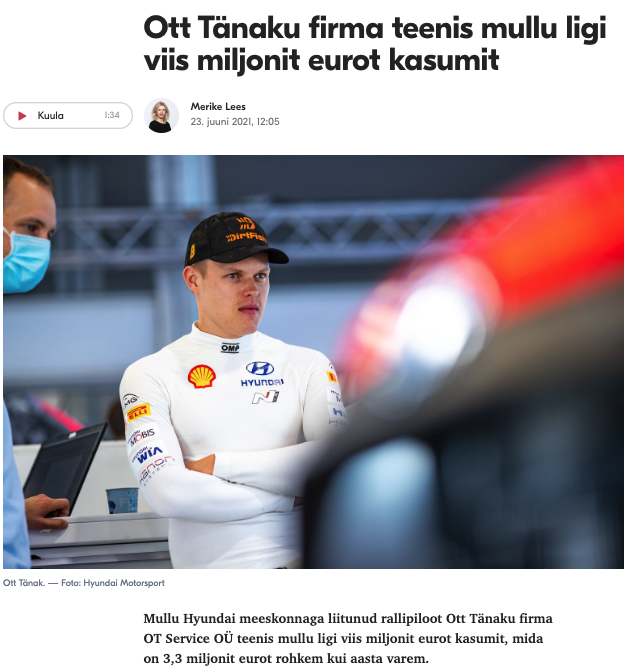 Ott Tänaku firma teenis mullu ligi
viis miljonit eurot kasumit
Kuula
1:34
Merike Lees
23. juuni 2021, 12:05
DirtFish
OMP
HYUNDAI
N
MOBIS
WIA
Ott Tänak. — Foto: Hyundai Motorsport
Mullu Hyundai meeskonnaga liitunud rallipiloot Ott Tänaku firma
OT Service OÜ teenis mullu ligi viis miljonit eurot kasumit, mida
on 3,3 miljonit eurot rohkem kui aasta varem.